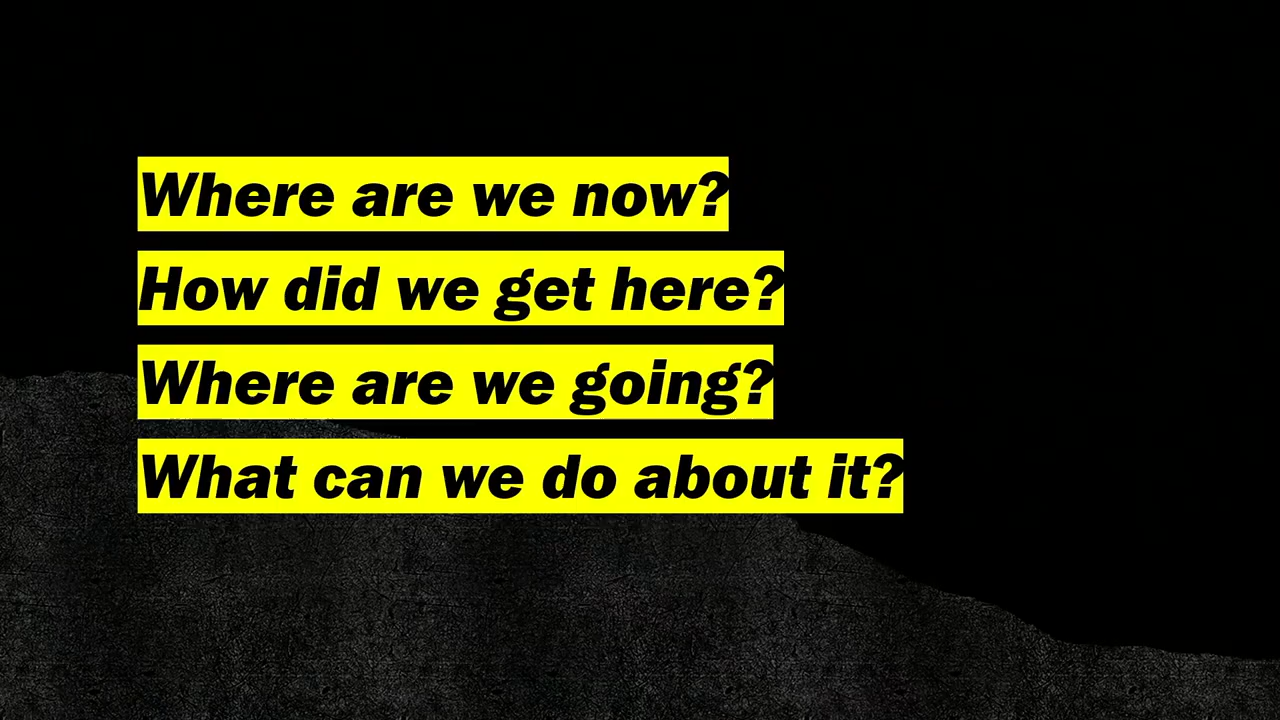 Where are we now?
How did we get here?
Where are we going?
What can we do about it?